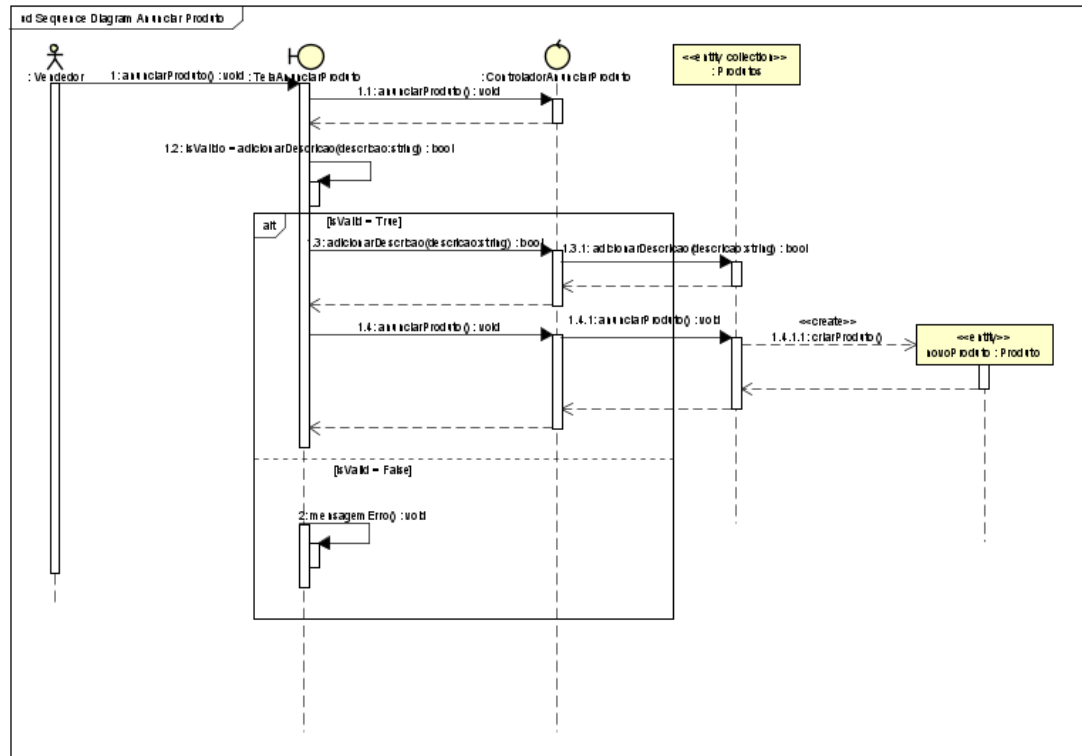 sd Sequence Diagram Anunciar Produto
: Vendedor
1: anunciarProduto() : void
: TelaAnunciarProduto
: ControladorAnunciarProduto
<<entity collection>>
: Produtos
1.1: anunciarProduto() : void
1.2: isValido = adicionarDescricao(descricao:string) : bool
alt
[isValid = True]
1.3: adicionarDescricao(descricao:string) : bool
1.3.1: adicionarDescricao(descricao:string) : bool
1.4: anunciarProduto() : void
1.4.1: anunciarProduto() : void
<<create>>
1.4.1.1: criarProduto()
<<entity>>
novoProduto : Produto
[isValid = False]
2: mensagemErro() : void